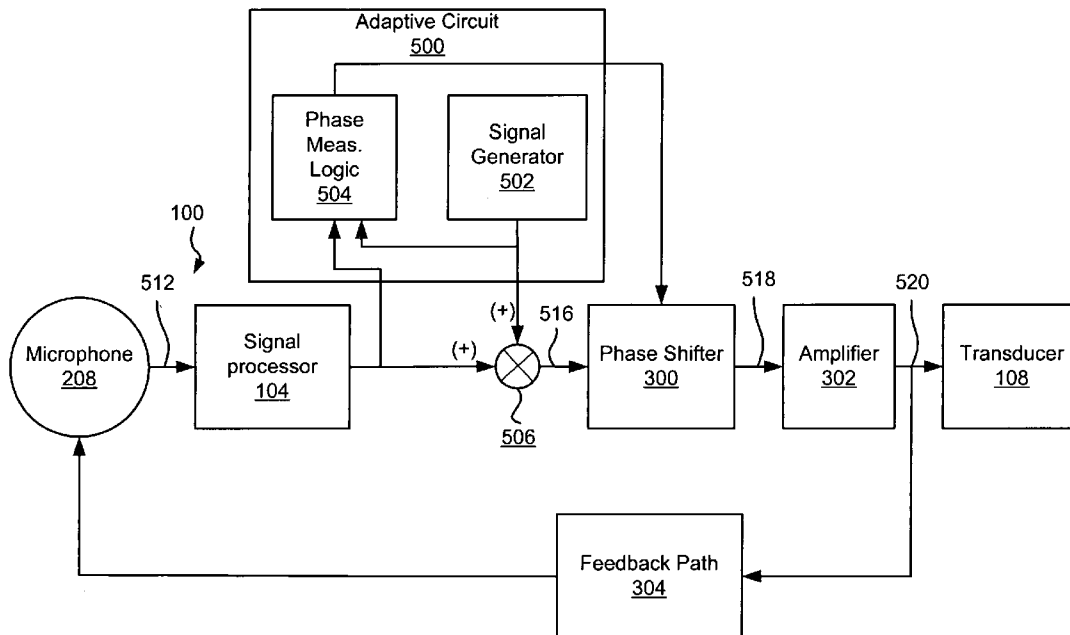 Adaptive Circuit
500
Phase
Meas.
Logic
504
Signal
Generator
502
100
512
Microphone
208
Signal
processor
104
(+)
(+)
516
506
Phase Shifter
300
518
Amplifier
302
520
Transducer
108
Feedback Path
304